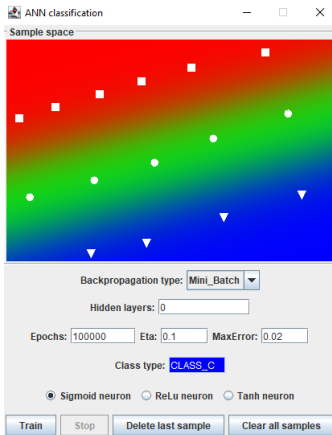 ANN classification
Sample space
Backpropagation type: Mini_Batch
Hidden layers: 0
Epochs: 100000 Eta: 0.1 MaxError: 0.02
Class type: CLASS_C
Sigmoid neuron ReLu neuron Tanh neuron
Train Stop Delete last sample Clear all samples